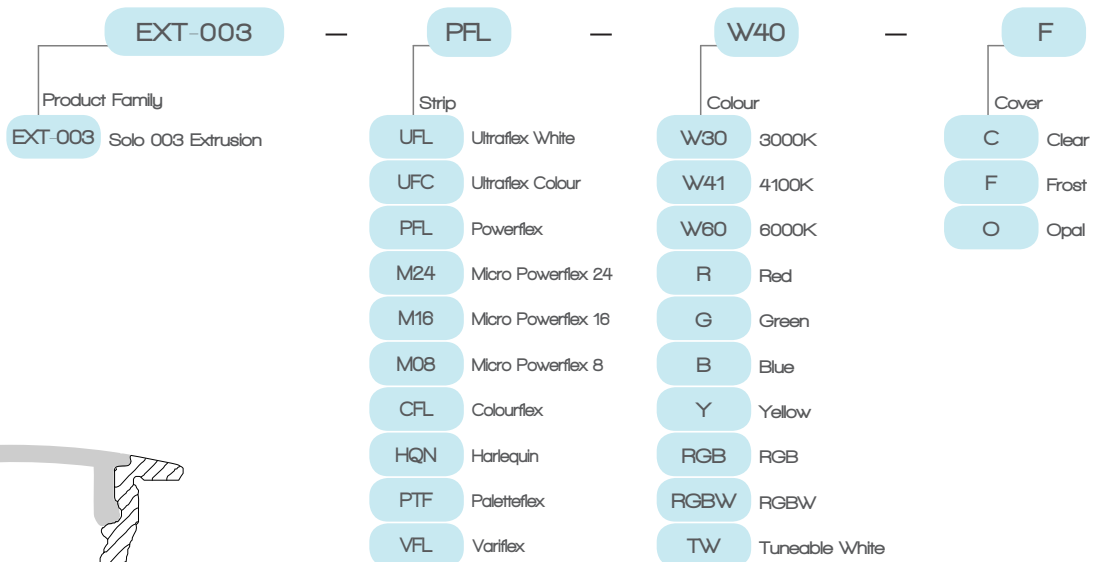 EXT-003 — PFL — W40 — F
Product Family
EXT-003 Solo 003 Extrusion
Strip
UFL Ultraflex White
UFC Ultraflex Colour
PFL Powerflex
M24 Micro Powerflex 24
M16 Micro Powerflex 16
M08 Micro Powerflex 8
CFL Colourflex
HQN Harlequin
PTF Paletteflex
VFL Variflex
Colour
W30 3000K
W41 4100K
W60 6000K
R Red
G Green
B Blue
Y Yellow
RGB RGB
RGBW RGBW
TW Tuneable White
Cover
C Clear
F Frost
O Opal